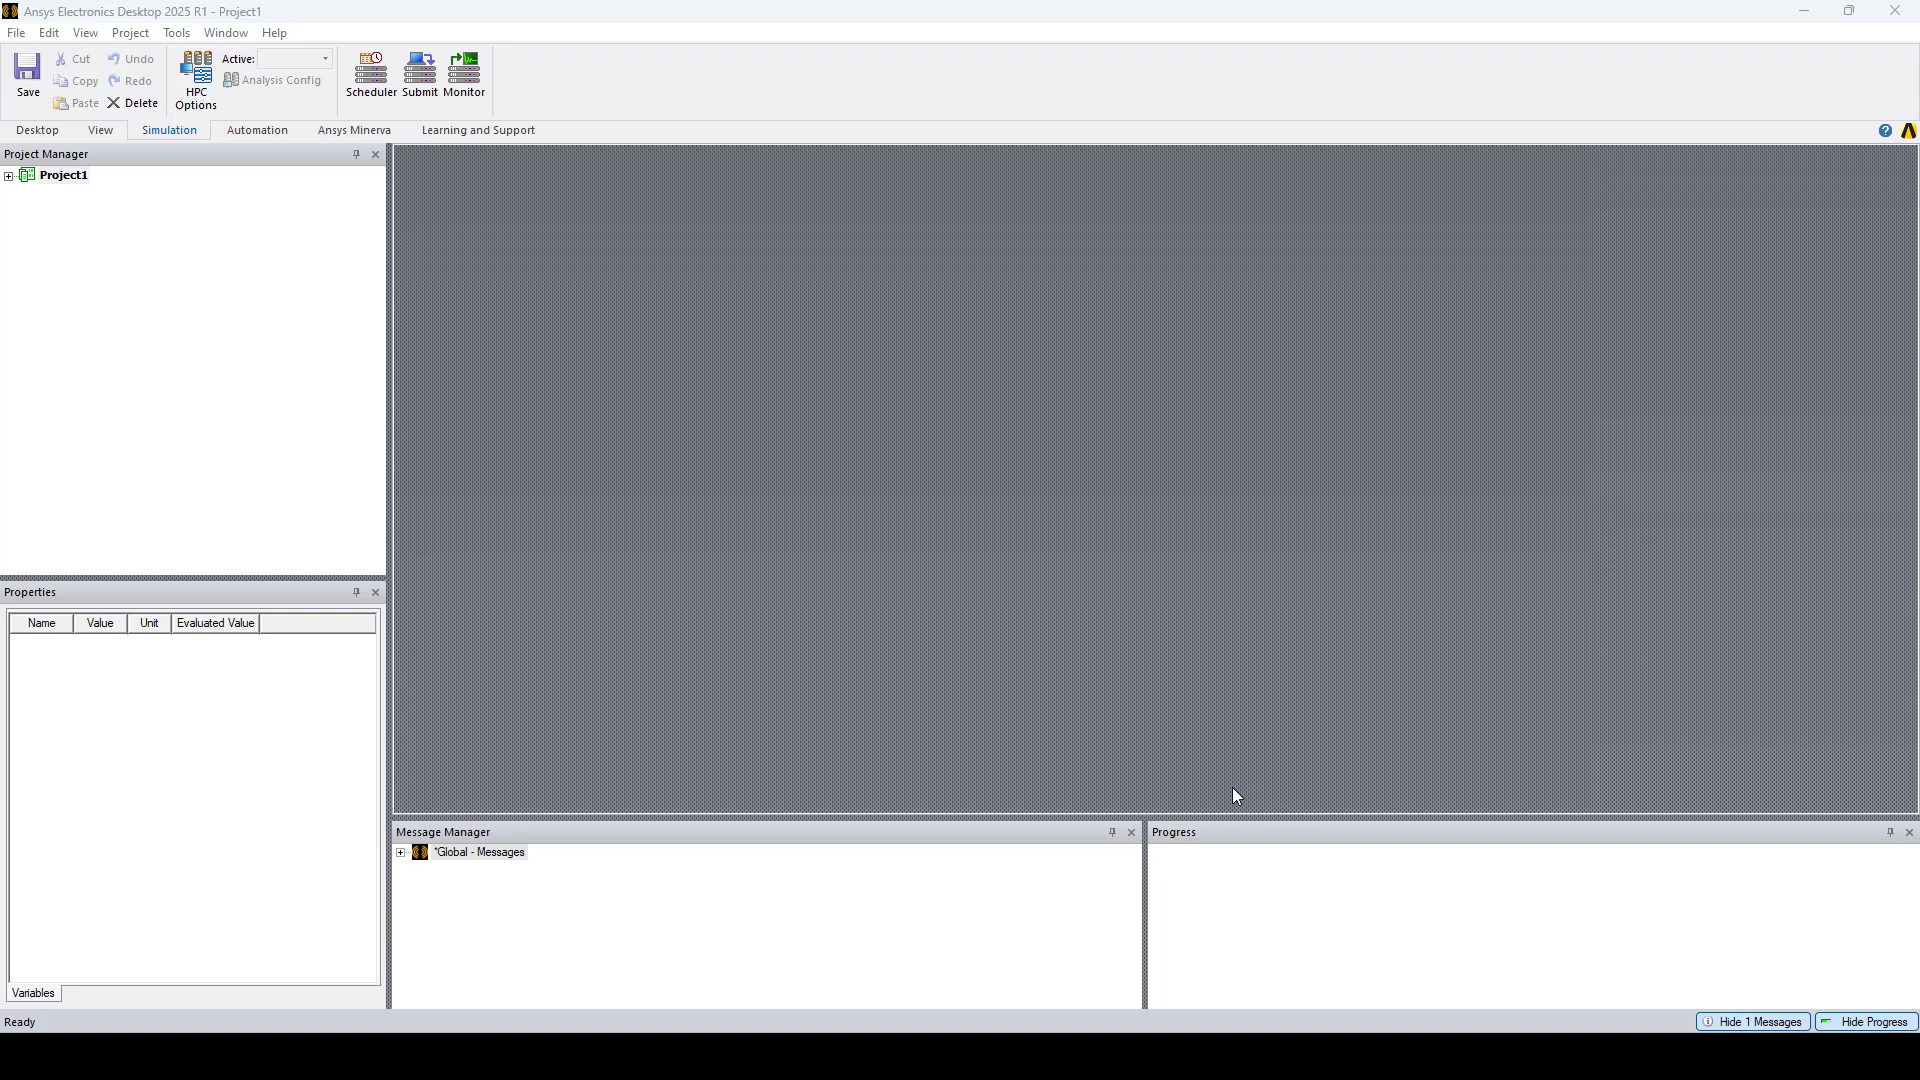 Ansys Electronics Desktop 2025 R1 - Project1
File Edit View Project Tools Window Help
Save
Cut
Copy
Paste
Undo
Redo
Delete
HPC
Options
Active:
Analysis Config
Scheduler
Submit
Monitor
Desktop View Simulation Automation Ansys Minerva Learning and Support
Project Manager
Project1
Properties
Name Value Unit Evaluated Value
Variables
Message Manager
*Global - Messages
Progress
Ready
Hide 1 Messages
Hide Progress